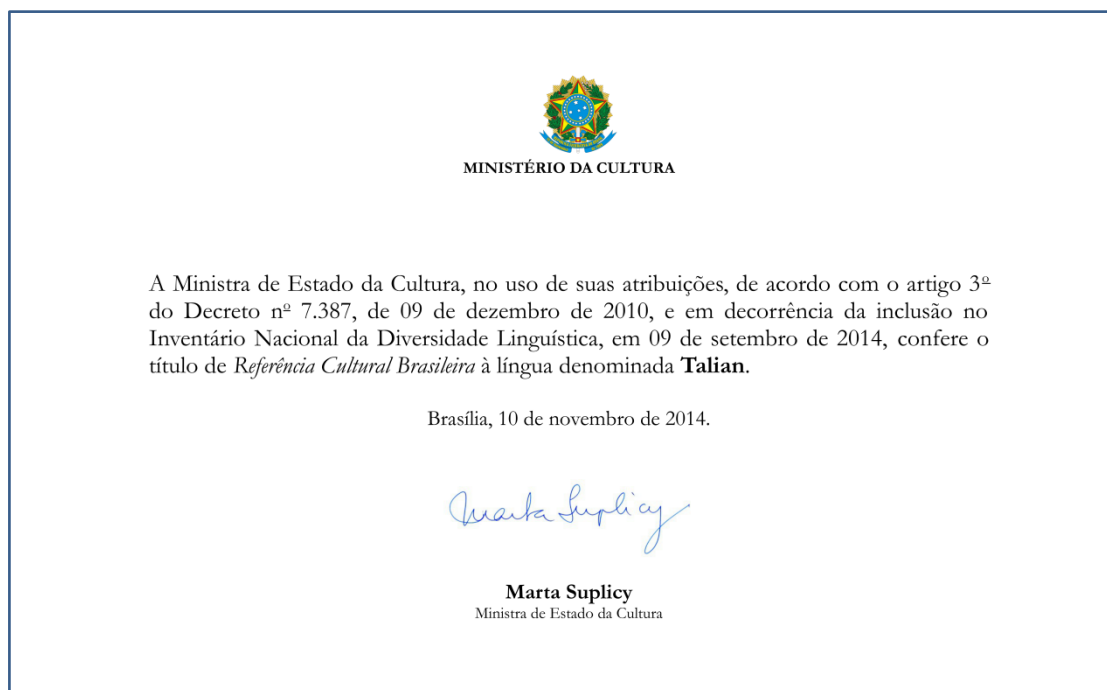 MINISTÉRIO DA CULTURA
A Ministra de Estado da Cultura, no uso de suas atribuições, de acordo com o artigo 3º
do Decreto nº 7.387, de 09 de dezembro de 2010, e em decorrência da inclusão no
Inventário Nacional da Diversidade Linguística, em 09 de setembro de 2014, confere o
título de Referência Cultural Brasileira à língua denominada Talian.
Brasília, 10 de novembro de 2014.
Marta Suplicy
Marta Suplicy
Ministra de Estado da Cultura